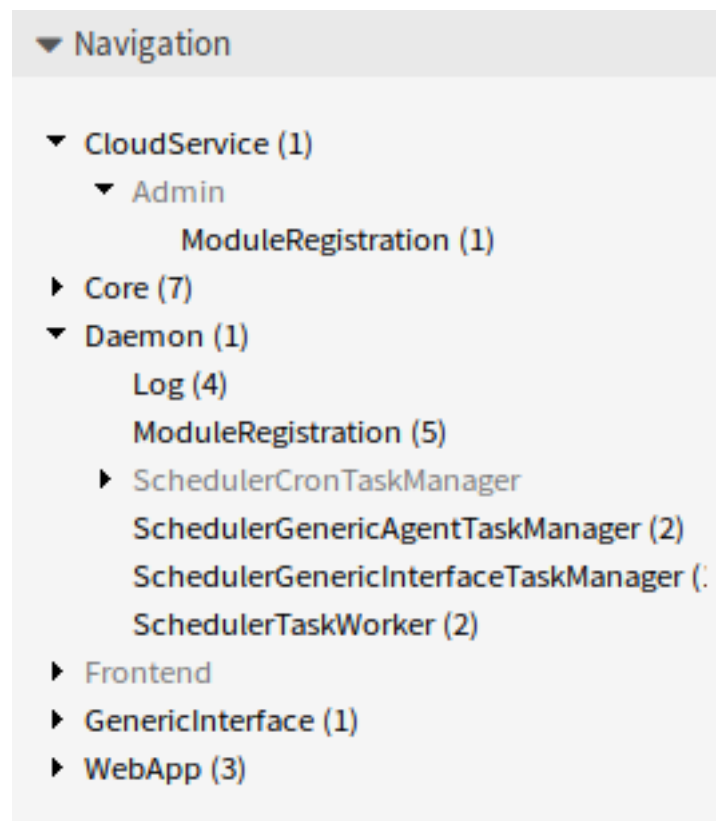 Navigation
CloudService (1)
Admin
ModuleRegistration (1)
Core (7)
Daemon (1)
Log (4)
ModuleRegistration (5)
SchedulerCronTaskManager
SchedulerGenericAgentTaskManager (2)
SchedulerGenericInterfaceTaskManager (
SchedulerTaskWorker (2)
Frontend
GenericInterface (1)
WebApp (3)